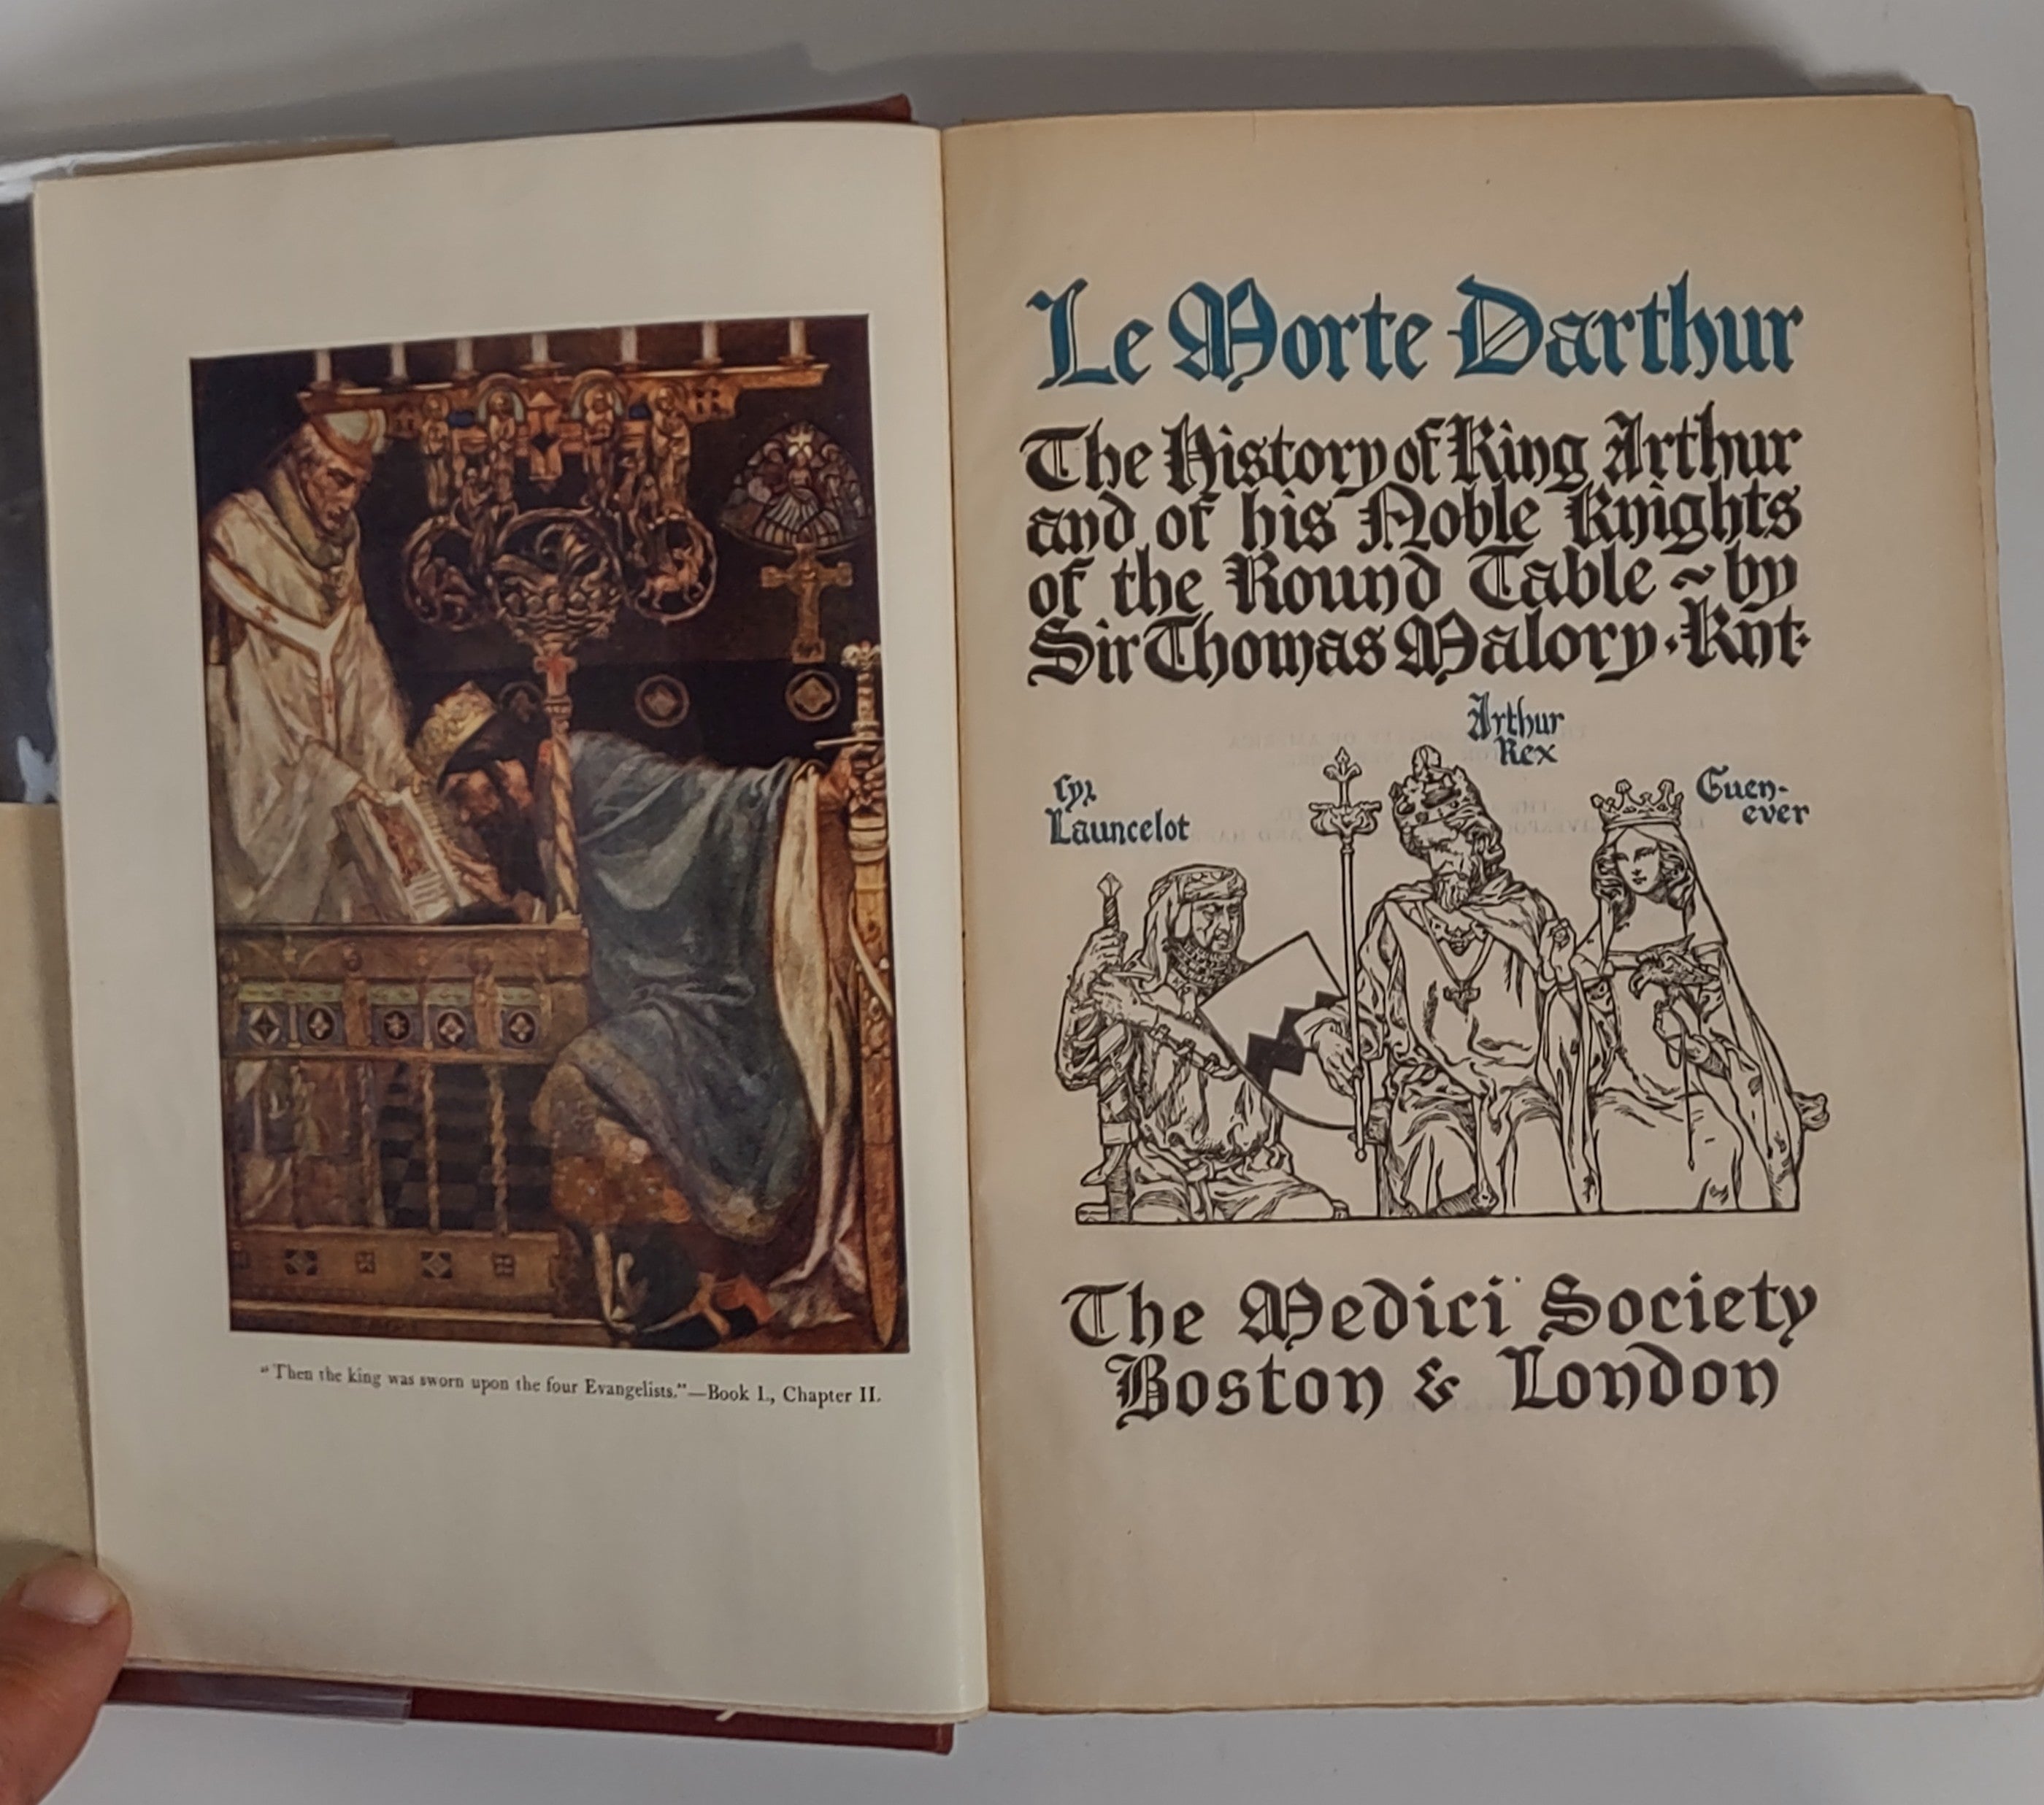 "Then the king was sworn upon the four Evangelists."—Book I., Chapter II.
Le Morte Darthur
The History of King Arthur
and of his Noble Knights
of the Round Table ~ by
Sir Thomas Malory · Knt·
Arthur
Rex
Syr
Launcelot
Guen-
ever
The Medici Society
Boston & London